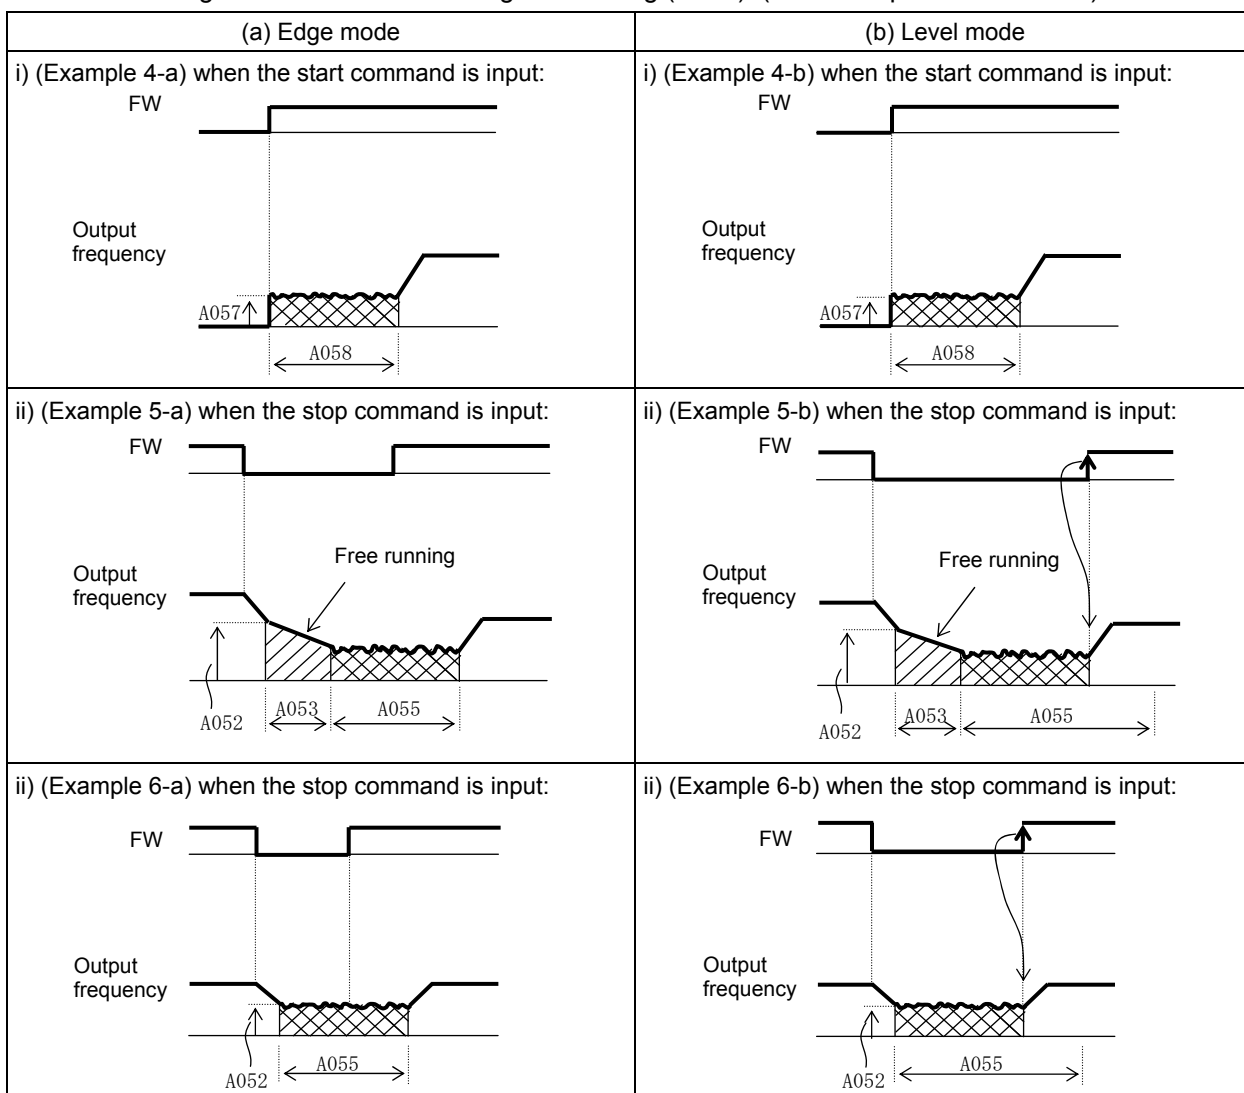 (a) Edge mode
(b) Level mode
i) (Example 4-a) when the start command is input:
FW
Output
frequency
A057
A058
i) (Example 4-b) when the start command is input:
FW
Output
frequency
A057
A058
ii) (Example 5-a) when the stop command is input:
FW
Free running
Output
frequency
A052
A053
A055
ii) (Example 5-b) when the stop command is input:
FW
Free running
Output
frequency
A052
A053
A055
ii) (Example 6-a) when the stop command is input:
FW
Output
frequency
A052
A055
ii) (Example 6-b) when the stop command is input:
FW
Output
frequency
A052
A055